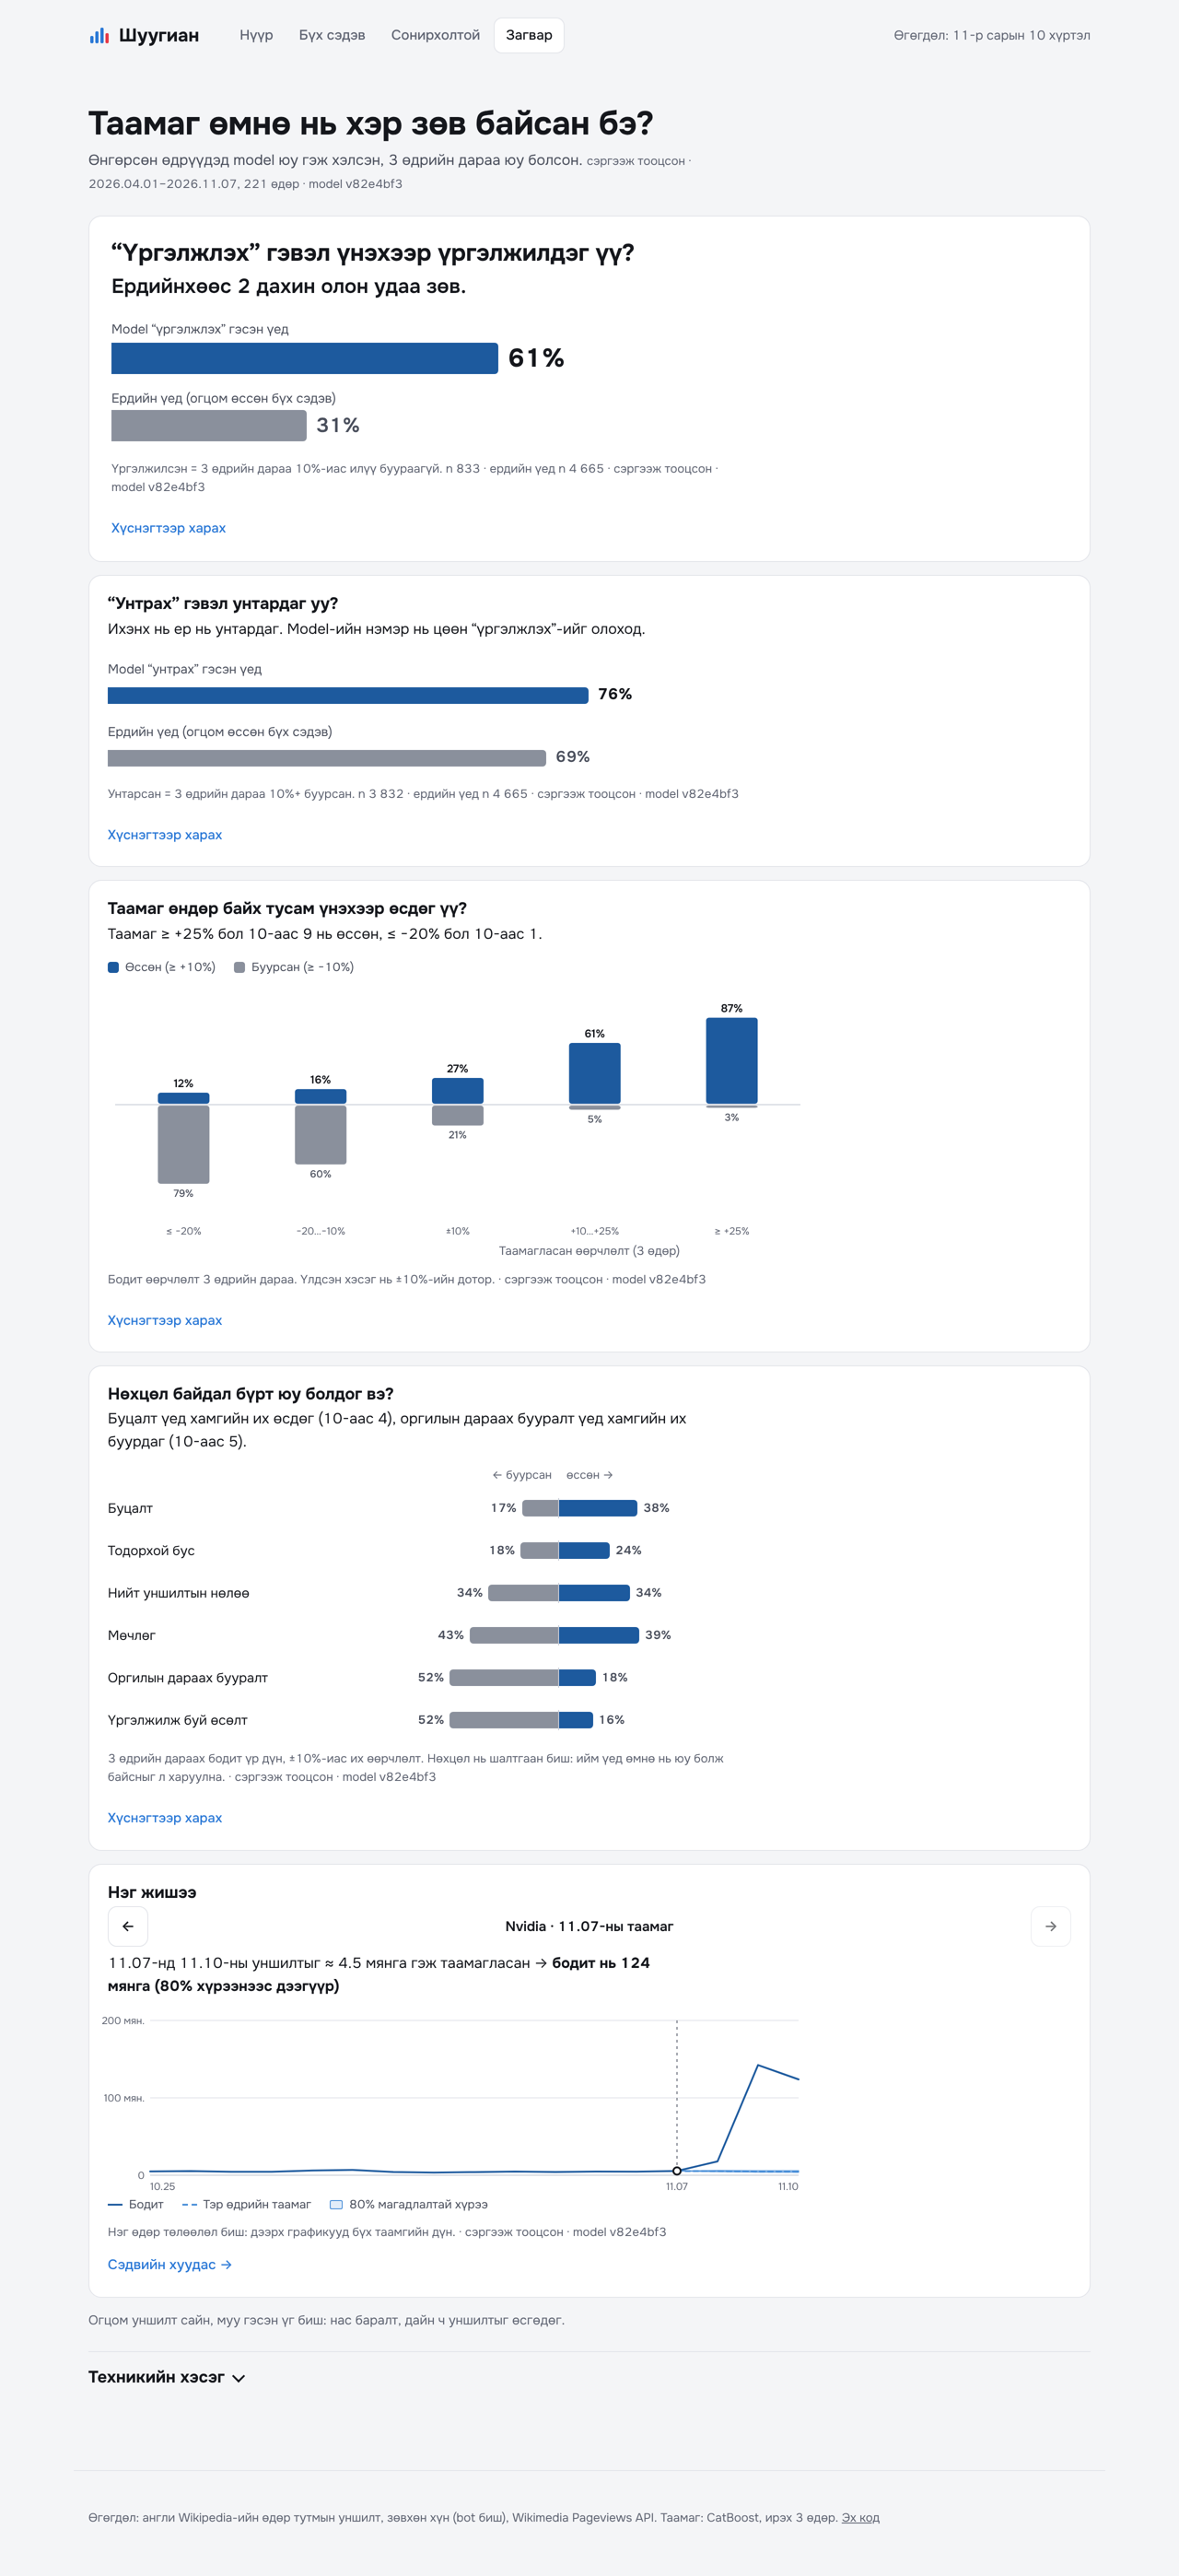 Шуугиан
Нүүр
Бүх сэдэв
Сонирхолтой
Загвар
Өгөгдөл: 11-р сарын 10 хүртэл
Таамаг өмнө нь хэр зөв байсан бэ?
Өнгөрсөн өдрүүдэд model юу гэж хэлсэн, 3 өдрийн дараа юу болсон. сэргээж тооцсон ·
2026.04.01–2026.11.07, 221 өдөр · model v82e4bf3
“Үргэлжлэх” гэвэл үнэхээр үргэлжилдэг үү?
Ердийнхөөс 2 дахин олон удаа зөв.
Model “үргэлжлэх” гэсэн үед
61%
Ердийн үед (огцом өссөн бүх сэдэв)
31%
Үргэлжилсэн = 3 өдрийн дараа 10%-иас илүү буураагүй. n 833 · ердийн үед n 4 665 · сэргээж тооцсон ·
model v82e4bf3
Хүснэгтээр харах
“Унтрах” гэвэл унтардаг уу?
Ихэнх нь ер нь унтардаг. Model-ийн нэмэр нь цөөн “үргэлжлэх”-ийг олоход.
Model “унтрах” гэсэн үед
76%
Ердийн үед (огцом өссөн бүх сэдэв)
69%
Унтарсан = 3 өдрийн дараа 10%+ буурсан. n 3 832 · ердийн үед n 4 665 · сэргээж тооцсон · model v82e4bf3
Хүснэгтээр харах
Таамаг өндөр байх тусам үнэхээр өсдөг үү?
Таамаг ≥ +25% бол 10-аас 9 нь өссөн, ≤ −20% бол 10-аас 1.
Өссөн (≥ +10%)
Буурсан (≥ −10%)
12%
16%
27%
61%
87%
79%
60%
21%
5%
3%
≤ −20%
−20…−10%
±10%
+10…+25%
≥ +25%
Таамагласан өөрчлөлт (3 өдөр)
Бодит өөрчлөлт 3 өдрийн дараа. Үлдсэн хэсэг нь ±10%-ийн дотор. · сэргээж тооцсон · model v82e4bf3
Хүснэгтээр харах
Нөхцөл байдал бүрт юу болдог вэ?
Буцалт үед хамгийн их өсдөг (10-аас 4), оргилын дараах бууралт үед хамгийн их
буурдаг (10-аас 5).
← буурсан өссөн →
Буцалт 17% 38%
Тодорхой бус 18% 24%
Нийт уншилтын нөлөө 34% 34%
Мөчлөг 43% 39%
Оргилын дараах бууралт 52% 18%
Үргэлжилж буй өсөлт 52% 16%
3 өдрийн дараах бодит үр дүн, ±10%-иас их өөрчлөлт. Нөхцөл нь шалтгаан биш: ийм үед өмнө нь юу болж
байсныг л харуулна. · сэргээж тооцсон · model v82e4bf3
Хүснэгтээр харах
Нэг жишээ
←
Nvidia · 11.07-ны таамаг
→
11.07-нд 11.10-ны уншилтыг ≈ 4.5 мянга гэж таамагласан → бодит нь 124
мянга (80% хүрээнээс дээгүүр)
200 мян.
100 мян.
0
10.25
11.07
11.10
Бодит
Тэр өдрийн таамаг
80% магадлалтай хүрээ
Нэг өдөр төлөөлөл биш: дээрх графикууд бүх таамгийн дүн. · сэргээж тооцсон · model v82e4bf3
Сэдвийн хуудас →
Огцом уншилт сайн, муу гэсэн үг биш: нас баралт, дайн ч уншилтыг өсгөдөг.
Техникийн хэсэг
Өгөгдөл: англи Wikipedia-ийн өдөр тутмын уншилт, зөвхөн хүн (bot биш), Wikimedia Pageviews API. Таамаг: CatBoost, ирэх 3 өдөр. Эх код